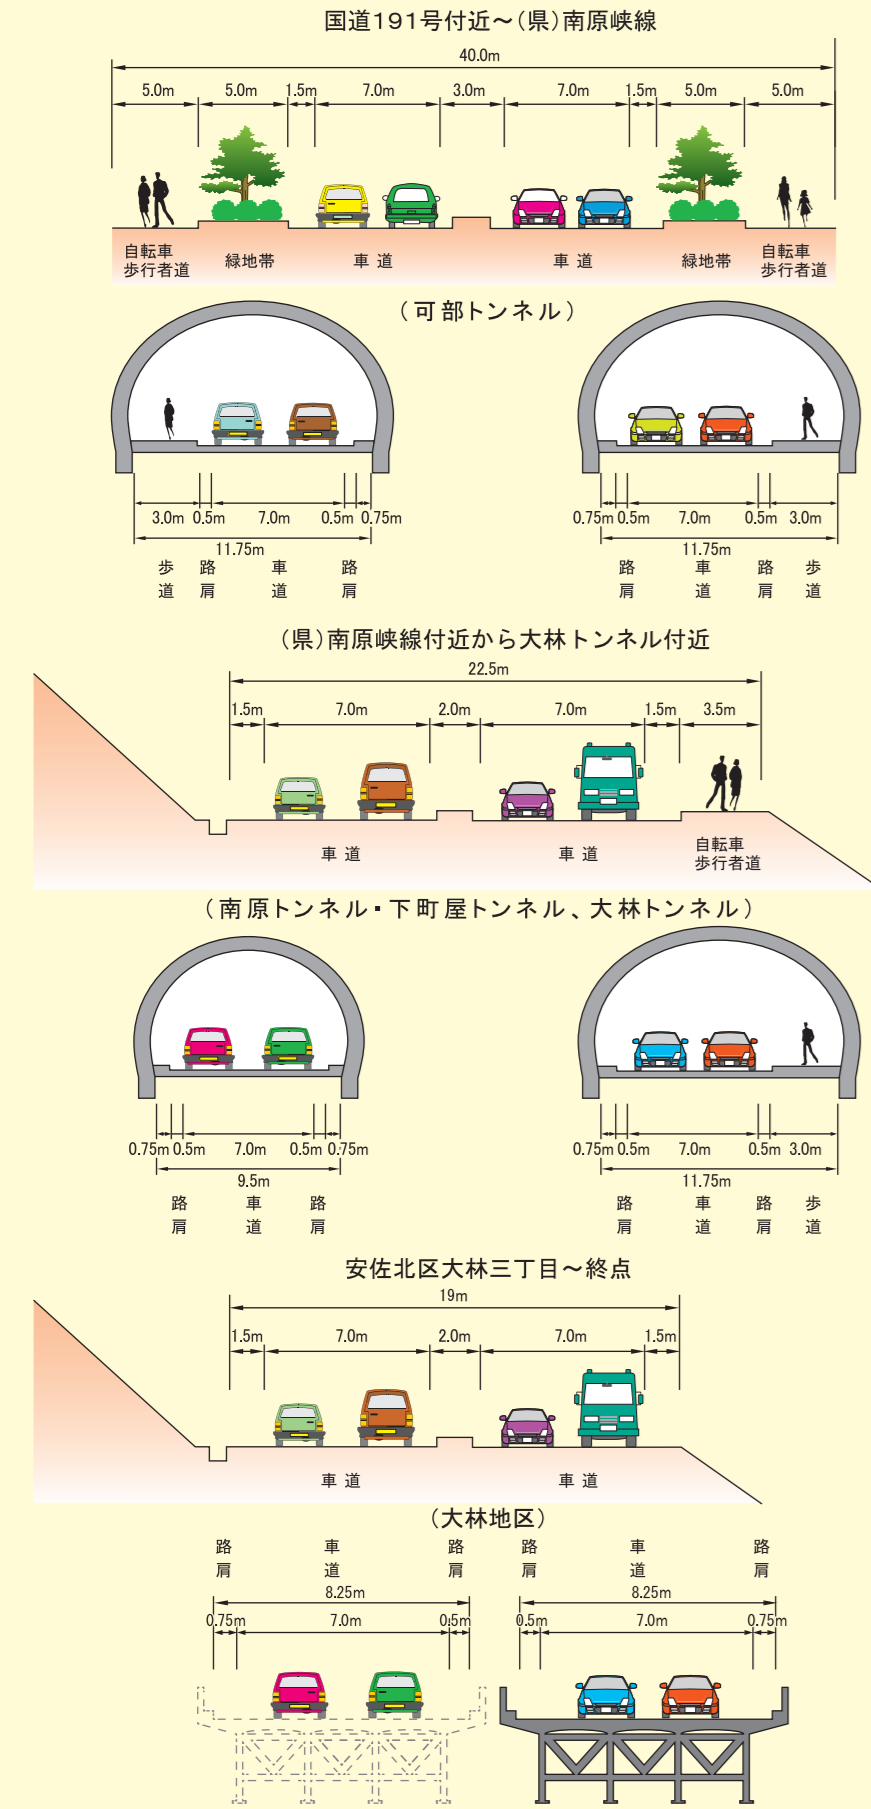 国道191号付近～（県）南原峡線
40.0m
5.0m 5.0m 1.5m 7.0m 3.0m 7.0m 1.5m 5.0m 5.0m
自転車歩行者道 緑地帯 車道 車道 緑地帯 自転車歩行者道
（可部トンネル）
3.0m 0.5m 7.0m 0.5m 0.75m
11.75m
歩道 路肩 車道 路肩
0.75m 0.5m 7.0m 0.5m 3.0m
11.75m
路肩 車道 路肩 歩道
（県）南原峡線付近から大林トンネル付近
22.5m
1.5m 7.0m 2.0m 7.0m 1.5m 3.5m
車道 車道 自転車歩行者道
（南原トンネル・下町屋トンネル、大林トンネル）
0.75m 0.5m 7.0m 0.5m 0.75m
9.5m
路肩 車道 路肩
0.75m 0.5m 7.0m 0.5m 3.0m
11.75m
路肩 車道 路肩 歩道
安佐北区大林三丁目～終点
19m
1.5m 7.0m 2.0m 7.0m 1.5m
車道 車道
（大林地区）
路肩 車道 路肩 路肩 車道 路肩
8.25m 8.25m
0.75m 7.0m 0.5m 0.5m 7.0m 0.75m